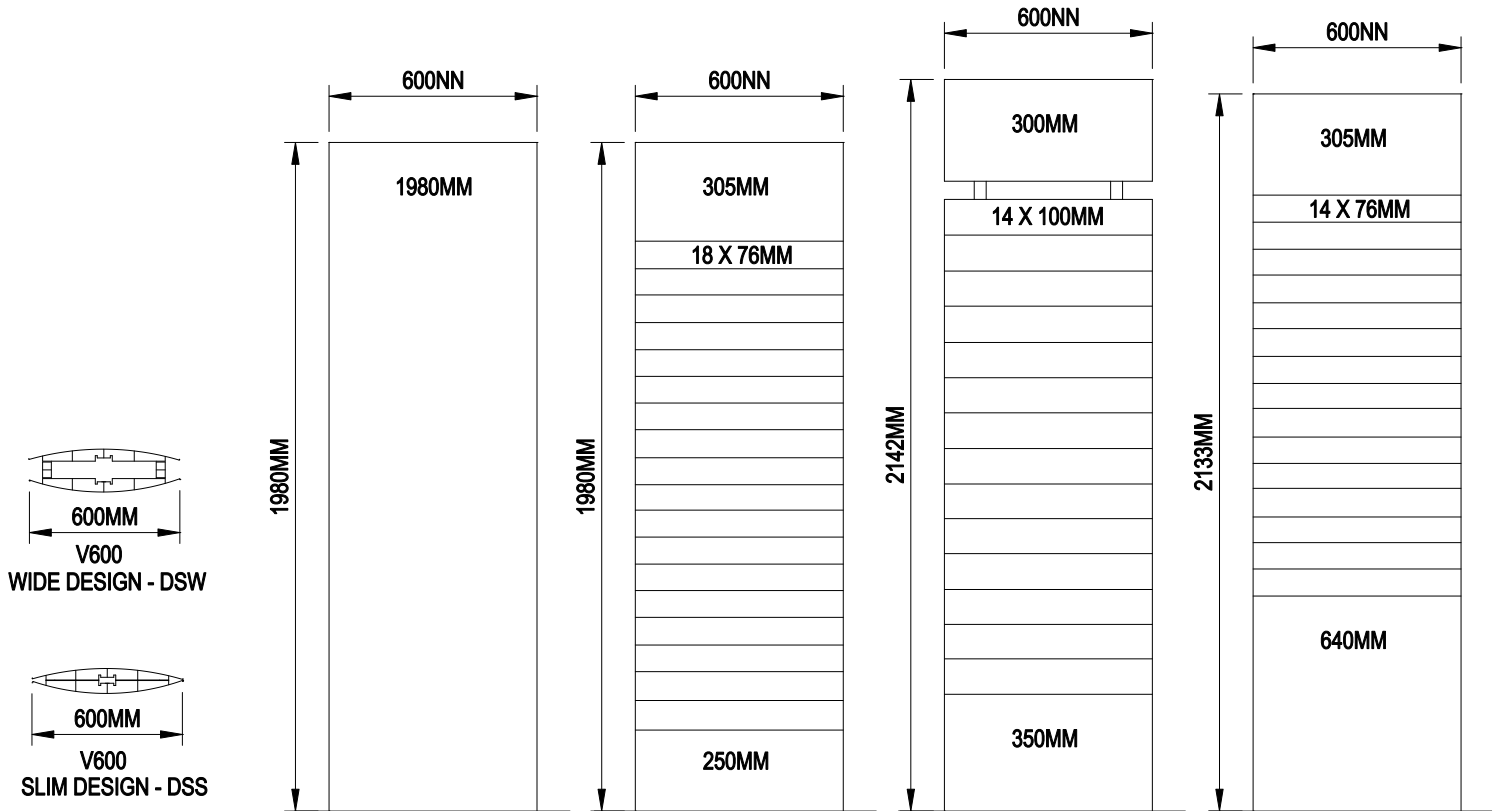 600MM
V600
WIDE DESIGN - DSW
600MM
V600
SLIM DESIGN - DSS
600NN
1980MM
1980MM
600NN
1980MM
305MM
18 X 76MM
250MM
600NN
2142MM
300MM
14 X 100MM
350MM
600NN
2133MM
305MM
14 X 76MM
640MM